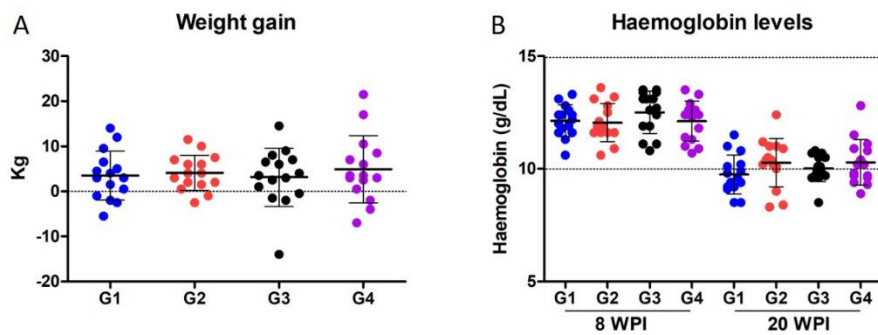 A
Weight gain
Kg
30
20
10
0
-10
-20
G1 G2 G3 G4
B
Haemoglobin levels
Haemoglobin (g/dL)
15
10
5
G1 G2 G3 G4 G1 G2 G3 G4
8 WPI 20 WPI